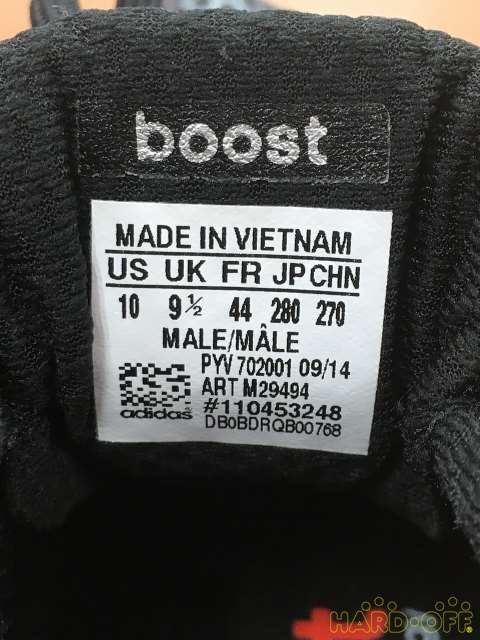 boost
MADE IN VIETNAM
US UK FR JP CHN
10 9½ 44 280 270
MALE/MÂLE
PYV 702001 09/14
ART M29494
#110453248
adidas
DB0BDRQB00768
HARD-OFF